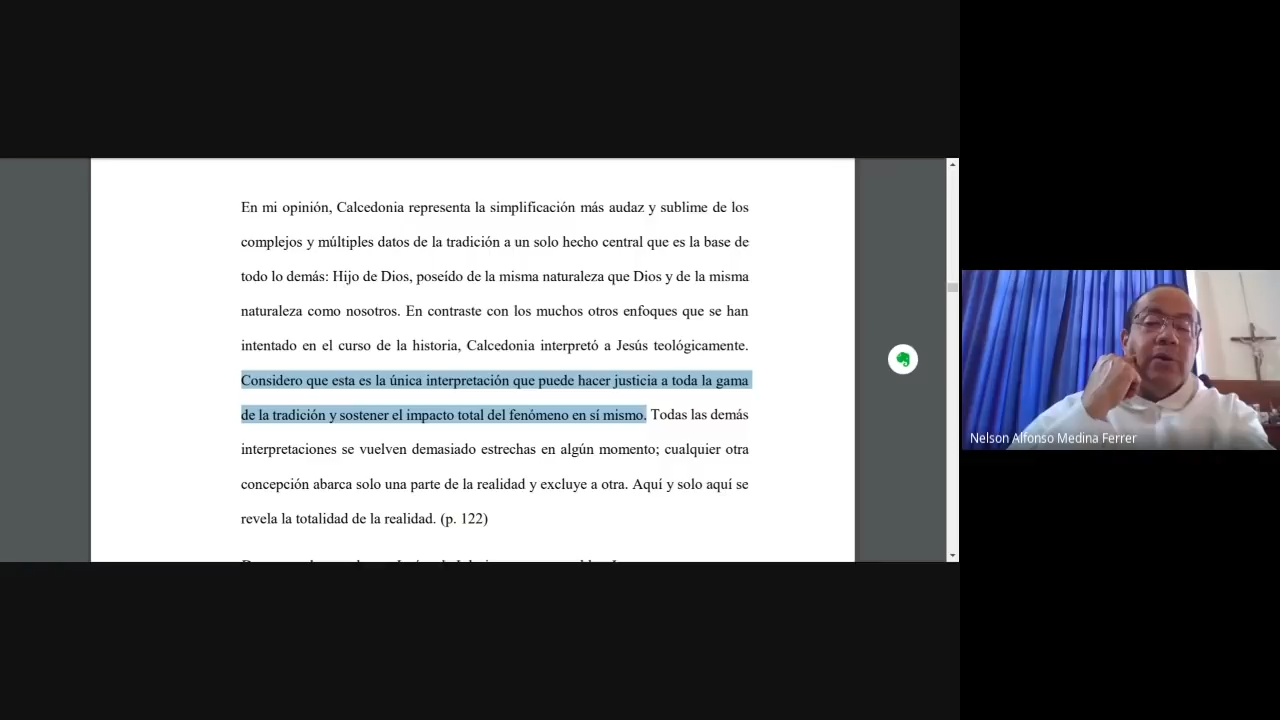 En mi opinión, Calcedonia representa la simplificación más audaz y sublime de los
complejos y múltiples datos de la tradición a un solo hecho central que es la base de
todo lo demás: Hijo de Dios, poseído de la misma naturaleza que Dios y de la misma
naturaleza como nosotros. En contraste con los muchos otros enfoques que se han
intentado en el curso de la historia, Calcedonia interpretó a Jesús teológicamente.
Considero que esta es la única interpretación que puede hacer justicia a toda la gama
de la tradición y sostener el impacto total del fenómeno en sí mismo. Todas las demás
interpretaciones se vuelven demasiado estrechas en algún momento; cualquier otra
concepción abarca solo una parte de la realidad y excluye a otra. Aquí y solo aquí se
revela la totalidad de la realidad. (p. 122)
Nelson Alfonso Medina Ferrer